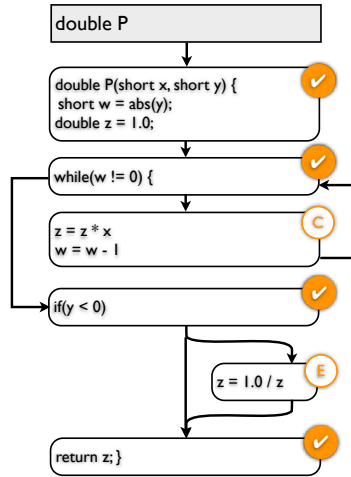 double P
✔
double P(short x, short y) {
short w = abs(y);
double z = 1.0;
✔
while(w != 0) {
C
z = z * x
w = w - 1
✔
if(y < 0)
E
z = 1.0 / z
✔
return z; }